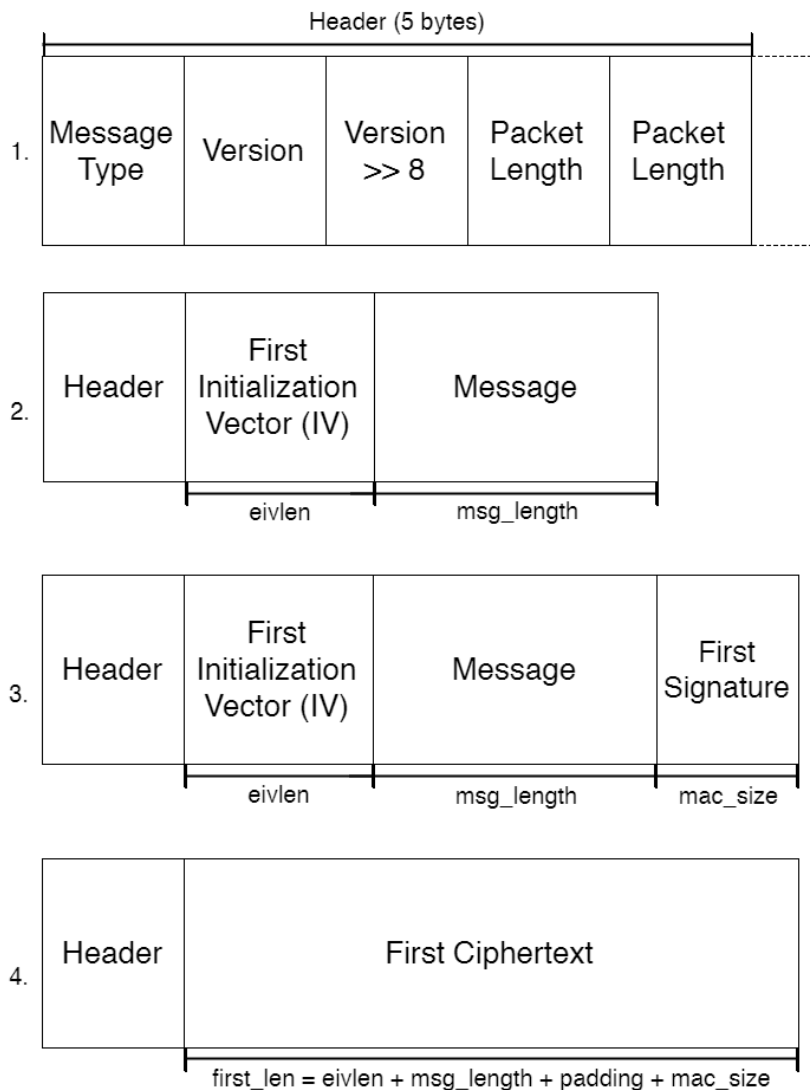 Header (5 bytes)
1.
Message
Type
Version
Version
>> 8
Packet
Length
Packet
Length
2.
Header
First
Initialization
Vector (IV)
Message
eivlen
msg_length
3.
Header
First
Initialization
Vector (IV)
Message
First
Signature
eivlen
msg_length
mac_size
4.
Header
First Ciphertext
first_len = eivlen + msg_length + padding + mac_size